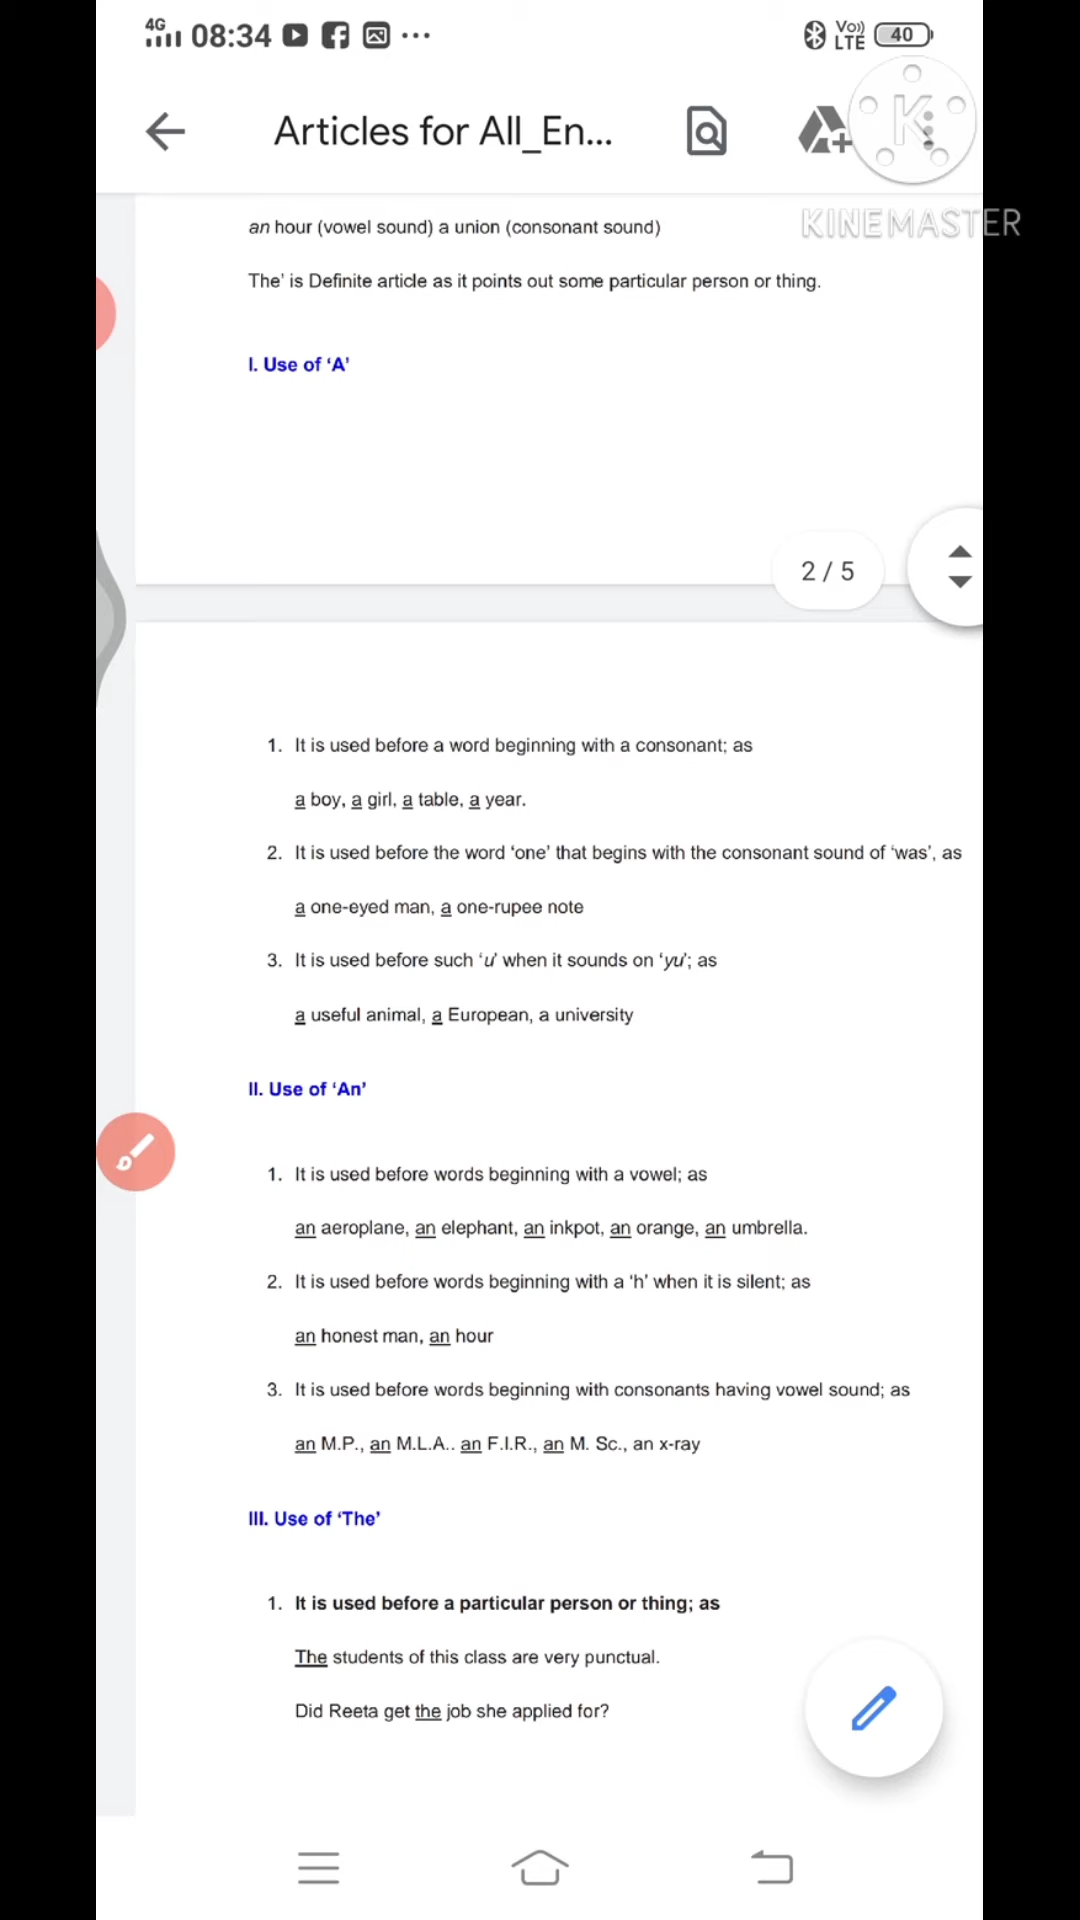 4G 08:34 ... Vo)) LTE 40
Articles for All_En...
K
KINEMASTER
an hour (vowel sound) a union (consonant sound)
The' is Definite article as it points out some particular person or thing.
I. Use of ‘A’
2 / 5
1. It is used before a word beginning with a consonant; as
a boy, a girl, a table, a year.
2. It is used before the word ‘one’ that begins with the consonant sound of ‘was’, as
a one-eyed man, a one-rupee note
3. It is used before such ‘u’ when it sounds on ‘yu’; as
a useful animal, a European, a university
II. Use of ‘An’
1. It is used before words beginning with a vowel; as
an aeroplane, an elephant, an inkpot, an orange, an umbrella.
2. It is used before words beginning with a ‘h’ when it is silent; as
an honest man, an hour
3. It is used before words beginning with consonants having vowel sound; as
an M.P., an M.L.A.. an F.I.R., an M. Sc., an x-ray
III. Use of ‘The’
1. It is used before a particular person or thing; as
The students of this class are very punctual.
Did Reeta get the job she applied for?